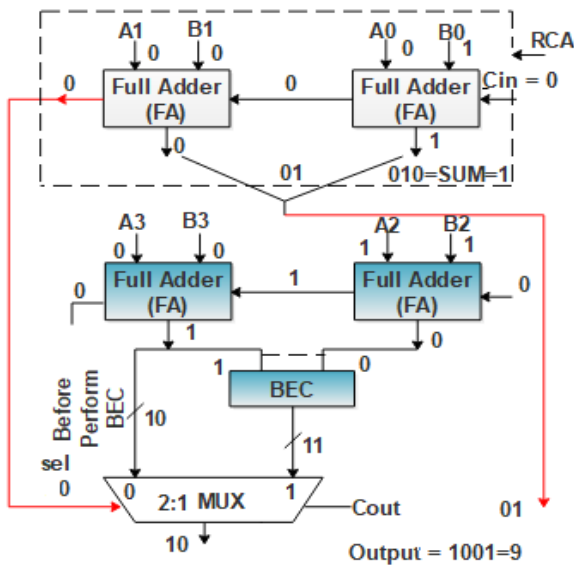 A1 B1 A0 B0 RCA
0 0 0 1
Cin = 0
0 Full Adder (FA) 0 Full Adder (FA)
0 1
01 010=SUM=1
A3 B3 A2 B2
0 0 1 1
Full Adder (FA) 1 Full Adder (FA) 0
0
1 0
1 0
BEC
Before Perform BEC
10 11
sel
0
0 2:1 MUX 1
Cout
01
10
Output = 1001=9